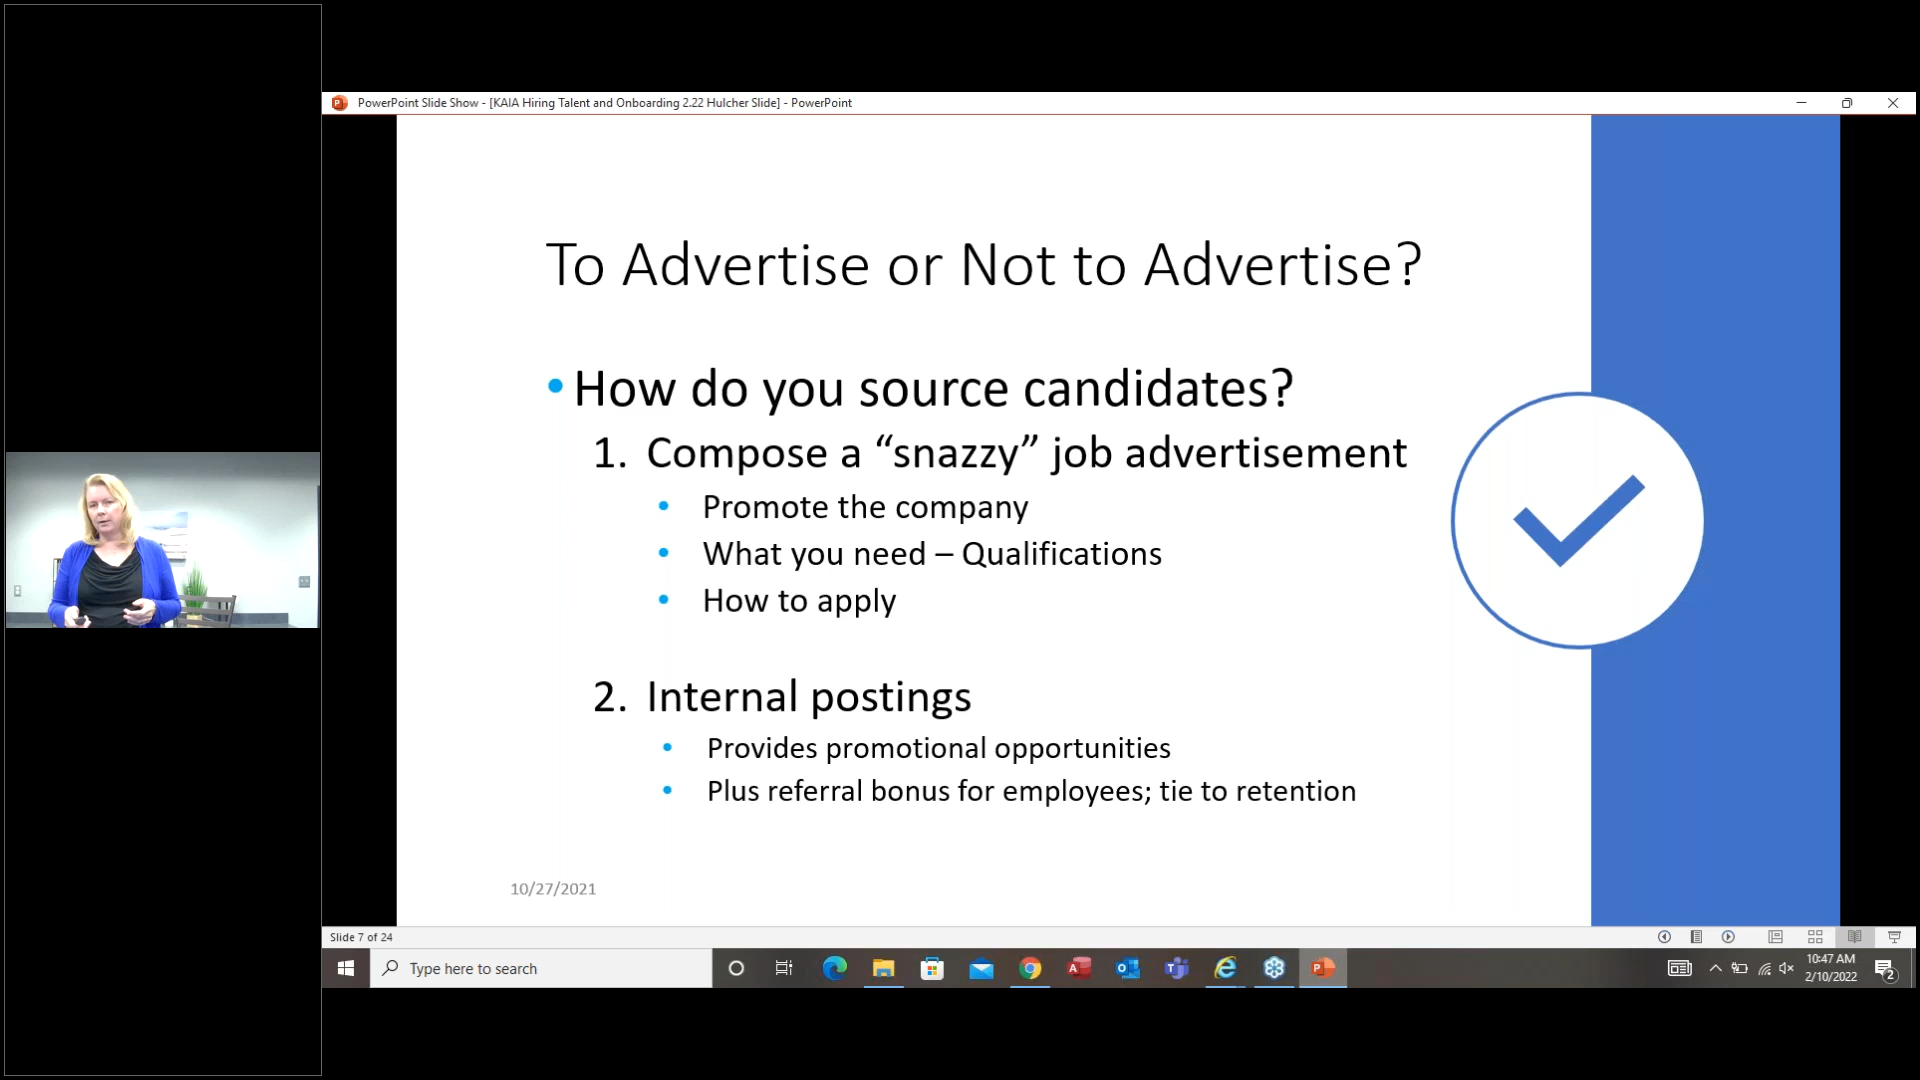 PowerPoint Slide Show - [KAIA Hiring Talent and Onboarding 2.22 Hulcher Slide] - PowerPoint
To Advertise or Not to Advertise?
• How do you source candidates?
1. Compose a “snazzy” job advertisement
• Promote the company
• What you need – Qualifications
• How to apply
2. Internal postings
• Provides promotional opportunities
• Plus referral bonus for employees; tie to retention
10/27/2021
Slide 7 of 24
Type here to search
10:47 AM
2/10/2022
2